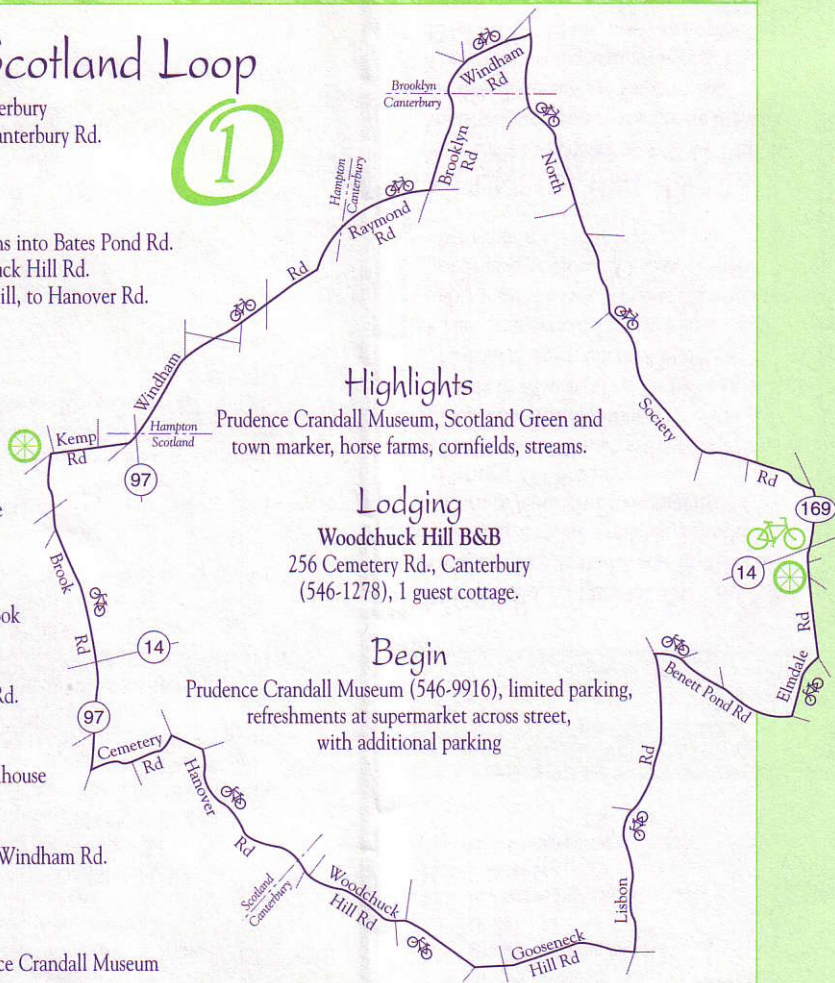 Scotland Loop
erbury
anterbury Rd.
1
ns into Bates Pond Rd.
uck Hill Rd.
ill, to Hanover Rd.
e
ook
Rd.
house
Windham Rd.
ce Crandall Museum
Windham
Rd
Brooklyn
Canterbury
Brooklyn
Rd
North
Hampton
Canterbury
Raymond
Rd
Rd
Windham
Hampton
Scotland
Kemp
Rd
97
Highlights
Prudence Crandall Museum, Scotland Green and
town marker, horse farms, cornfields, streams.
Society
Rd
169
14
Lodging
Woodchuck Hill B&B
256 Cemetery Rd., Canterbury
(546-1278), 1 guest cottage.
Brook
Rd
14
97
Begin
Prudence Crandall Museum (546-9916), limited parking,
refreshments at supermarket across street,
with additional parking
Benett Pond Rd
Elmdale
Rd
Cemetery
Rd
Hanover
Rd
Scotland
Canterbury
Woodchuck
Hill Rd
Gooseneck
Hill Rd
Lisbon
Rd